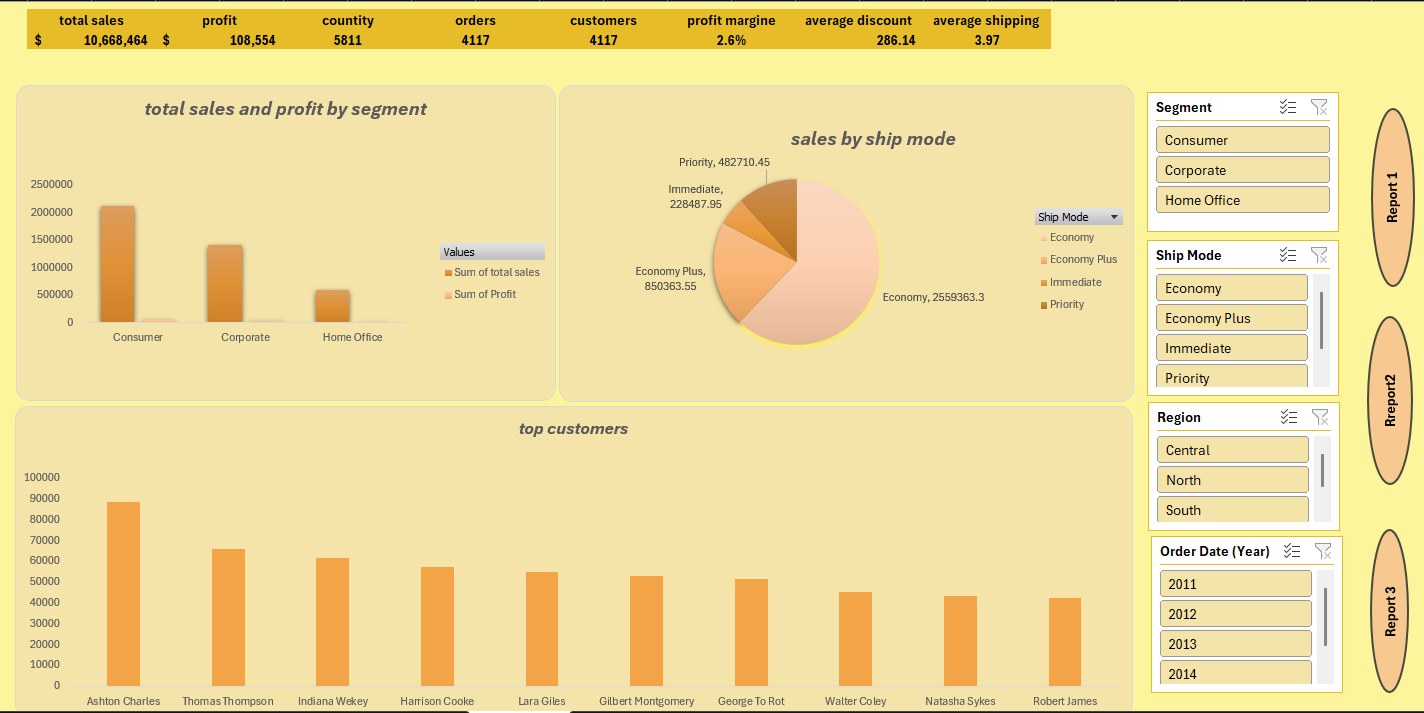 total sales profit countity orders customers profit margine average discount average shipping
$ 10,668,464 $ 108,554 5811 4117 4117 2.6% 286.14 3.97
total sales and profit by segment
2500000
2000000
1500000
1000000
500000
0
Consumer Corporate Home Office
Values
Sum of total sales
Sum of Profit
sales by ship mode
Priority, 482710.45
Immediate,
228487.95
Economy Plus,
850363.55
Economy, 2559363.3
Ship Mode
Economy
Economy Plus
Immediate
Priority
top customers
100000
90000
80000
70000
60000
50000
40000
30000
20000
10000
0
Ashton Charles Thomas Thompson Indiana Wekey Harrison Cooke Lara Giles Gilbert Montgomery George To Rot Walter Coley Natasha Sykes Robert James
Segment
Consumer
Corporate
Home Office
Ship Mode
Economy
Economy Plus
Immediate
Priority
Region
Central
North
South
Order Date (Year)
2011
2012
2013
2014
Report 1
Rreport2
Report 3